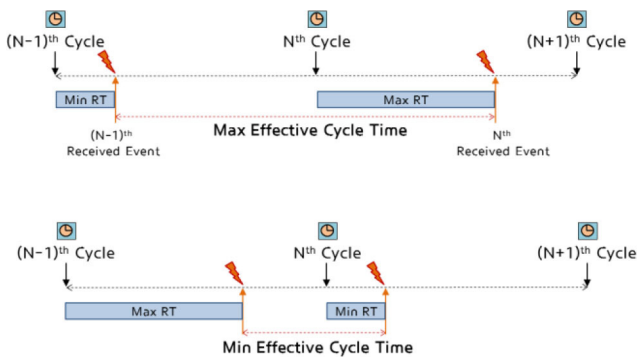 (N-1)th Cycle Nth Cycle (N+1)th Cycle
Min RT Max RT
Max Effective Cycle Time
(N-1)th Nth
Received Event Received Event
(N-1)th Cycle Nth Cycle (N+1)th Cycle
Max RT Min RT
Min Effective Cycle Time